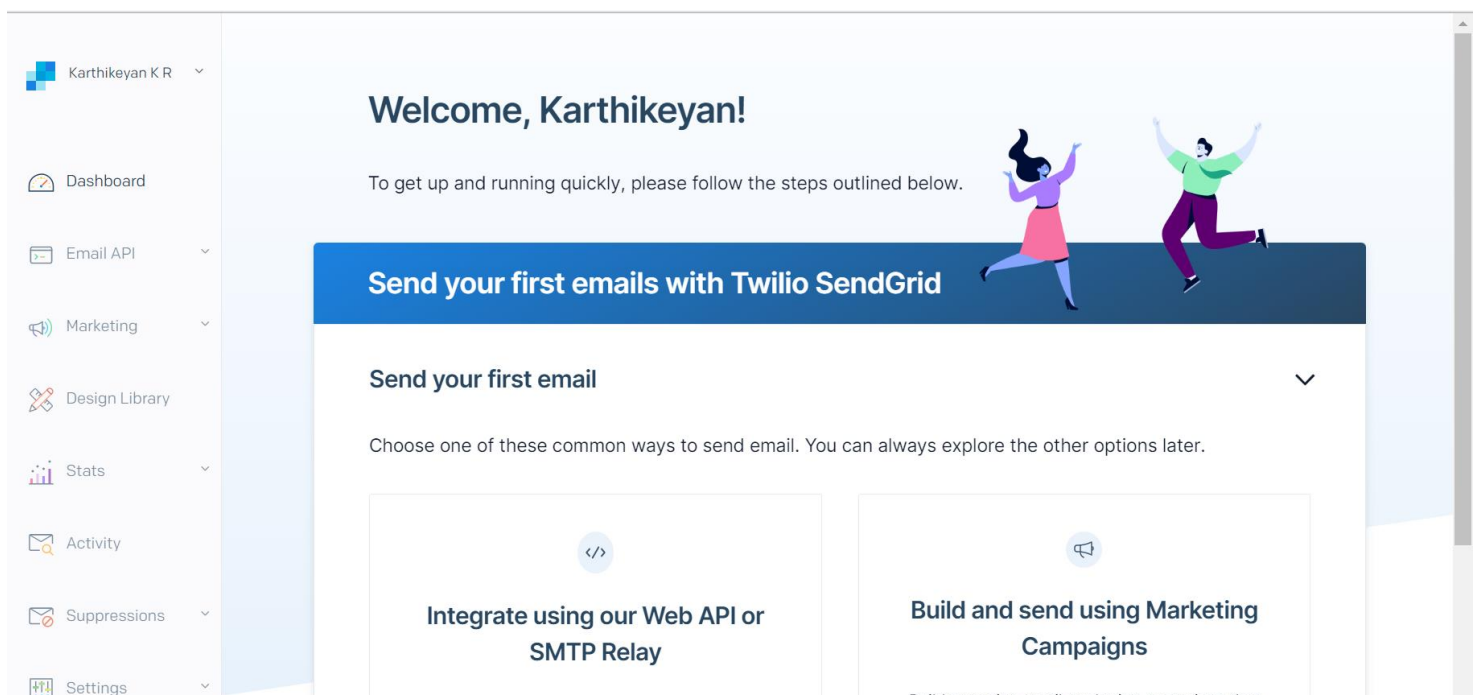 Karthikeyan K R
Dashboard
Email API
Marketing
Design Library
Stats
Activity
Suppressions
Settings
Welcome, Karthikeyan!
To get up and running quickly, please follow the steps outlined below.
Send your first emails with Twilio SendGrid
Send your first email
Choose one of these common ways to send email. You can always explore the other options later.
Integrate using our Web API or
SMTP Relay
Build and send using Marketing
Campaigns